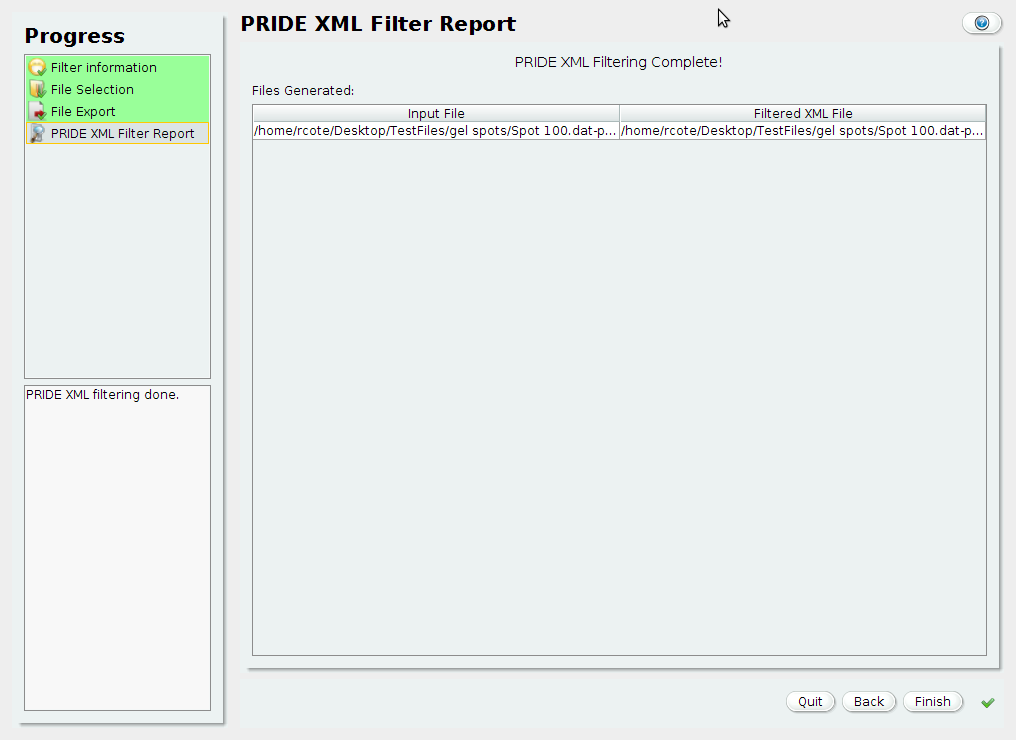 Progress
Filter information
File Selection
File Export
PRIDE XML Filter Report
PRIDE XML filtering done.
PRIDE XML Filter Report
PRIDE XML Filtering Complete!
Files Generated:
Input File Filtered XML File
/home/rcote/Desktop/TestFiles/gel spots/Spot 100.dat-p... /home/rcote/Desktop/TestFiles/gel spots/Spot 100.dat-p...
Quit Back Finish